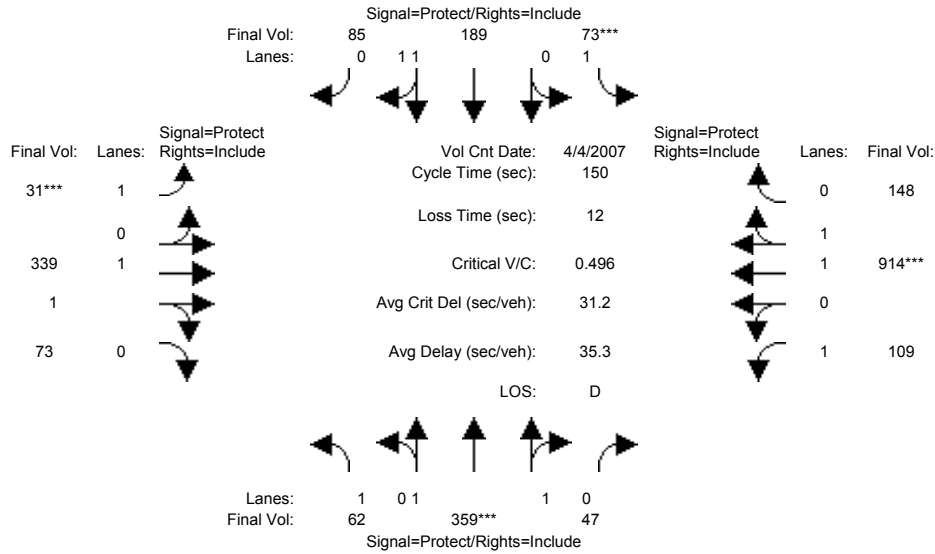 Signal=Protect/Rights=Include
Final Vol: 85 189 73***
Lanes: 0 1 1 0 1
Signal=Protect Signal=Protect
Final Vol: Lanes: Rights=Include Vol Cnt Date: 4/4/2007 Rights=Include Lanes: Final Vol:
Cycle Time (sec): 150
31*** 1 0 148
Loss Time (sec): 12
0 1
339 1 Critical V/C: 0.496 1 914***
1 Avg Crit Del (sec/veh): 31.2 0
73 0 Avg Delay (sec/veh): 35.3 1 109
LOS: D
Lanes: 1 0 1 1 0
Final Vol: 62 359*** 47
Signal=Protect/Rights=Include